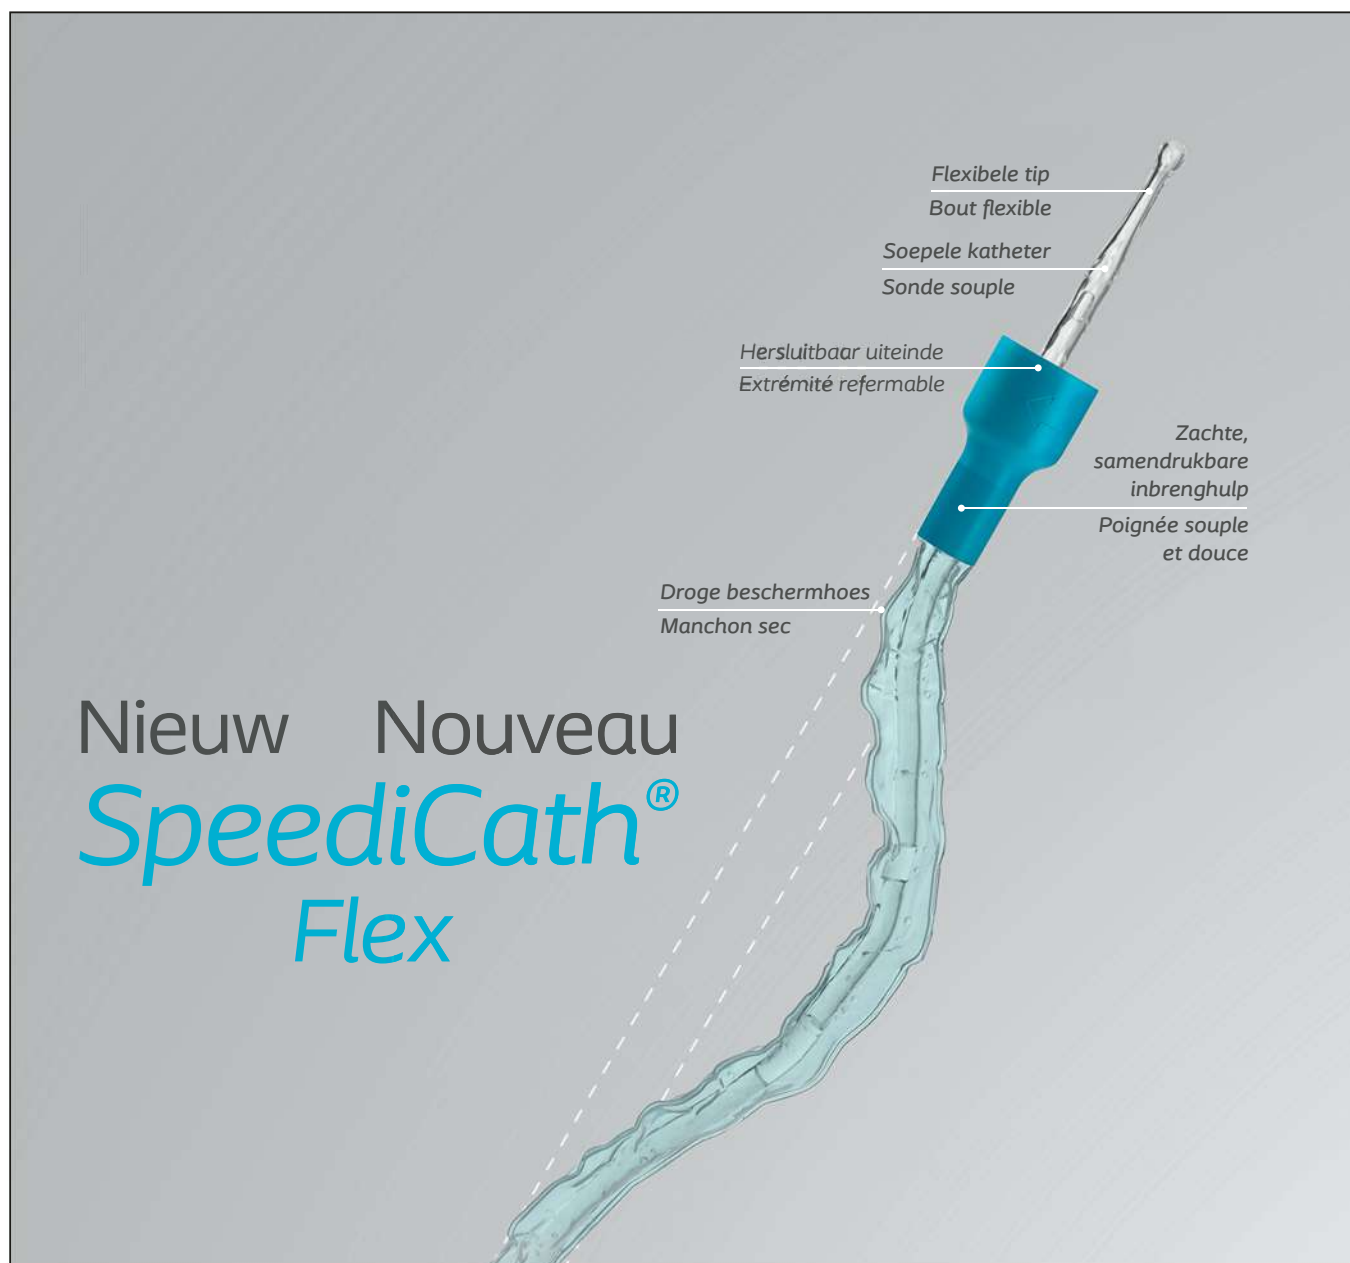 Flexibele tip
Bout flexible
Soepele katheter
Sonde souple
Hersluitbaar uiteinde
Extrémité refermable
Zachte,
samendrukbare
inbrenghulp
Poignée souple
et douce
Droge beschermhoes
Manchon sec
Nieuw Nouveau
SpeediCath®
Flex